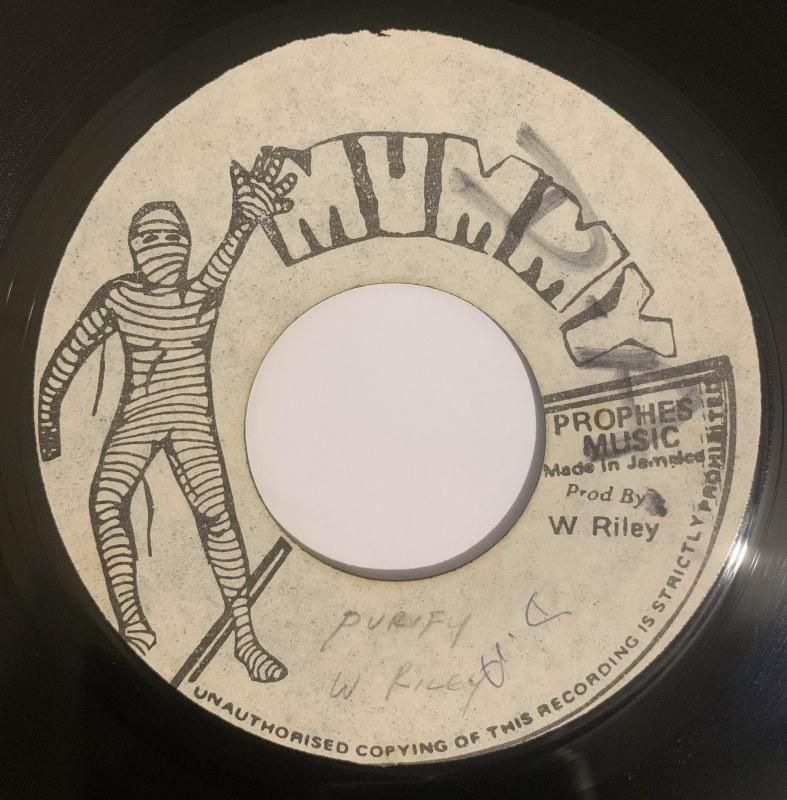 MUMMY
PROPHES
MUSIC
Made in Jamaica
Prod By
W Riley
PURIFY
W RILEY
UNAUTHORISED COPYING OF THIS RECORDING IS STRICTLY PROHIBITED